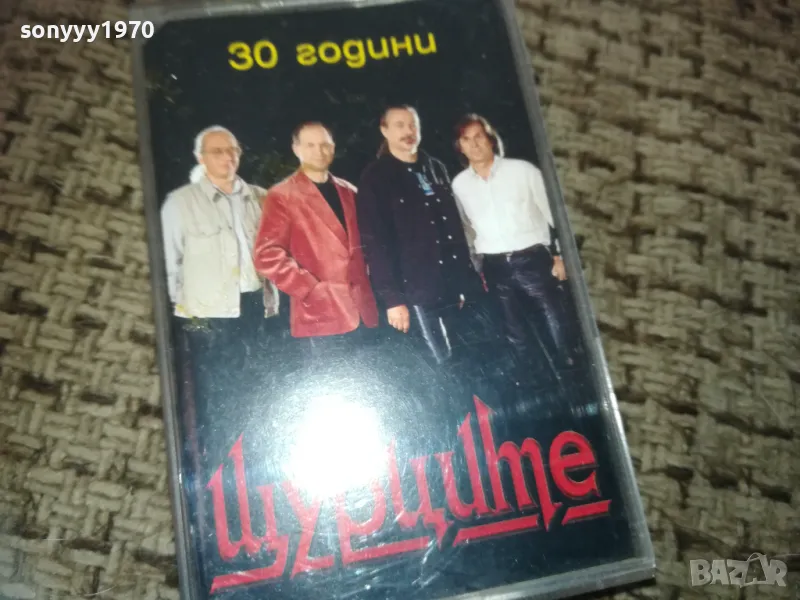 sonyyy1970
30 години
Щурците
BAZAR